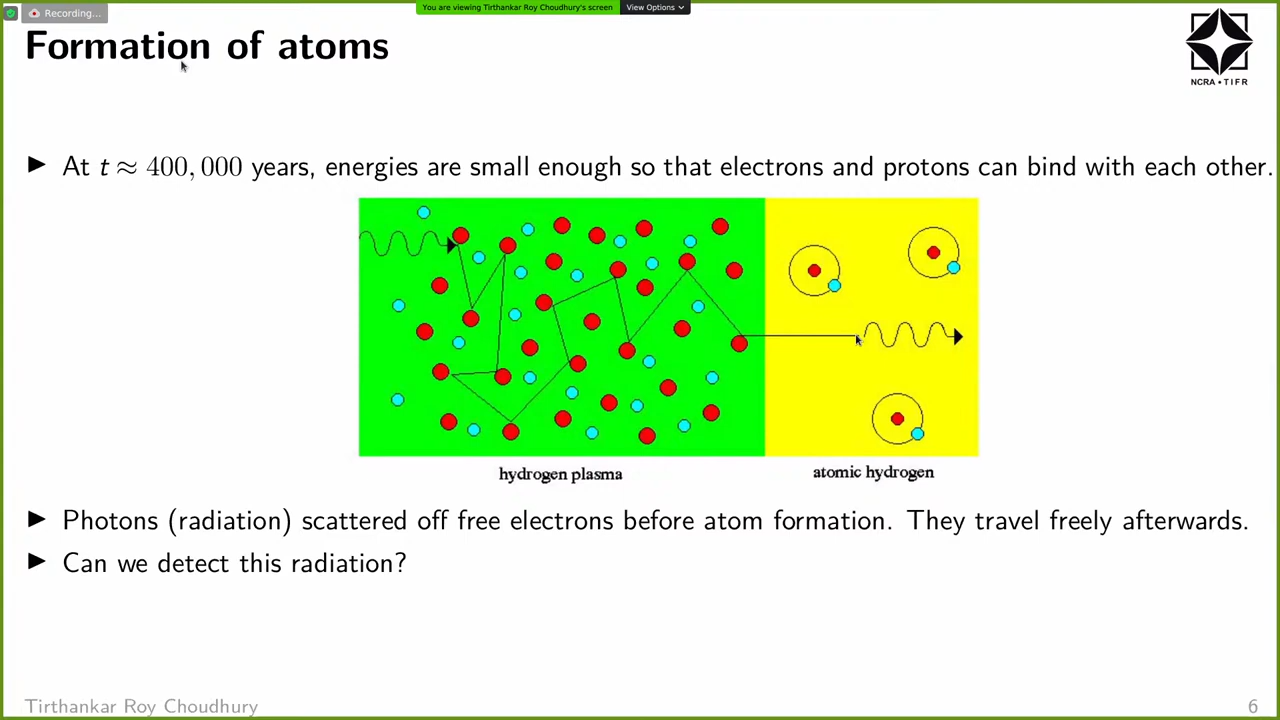 Recording...
You are viewing Tirthankar Roy Choudhury's screen
View Options
Formation of atoms
NCRA • TIFR
▶ At t ≈ 400,000 years, energies are small enough so that electrons and protons can bind with each other.
hydrogen plasma
atomic hydrogen
▶ Photons (radiation) scattered off free electrons before atom formation. They travel freely afterwards.
▶ Can we detect this radiation?
Tirthankar Roy Choudhury
6